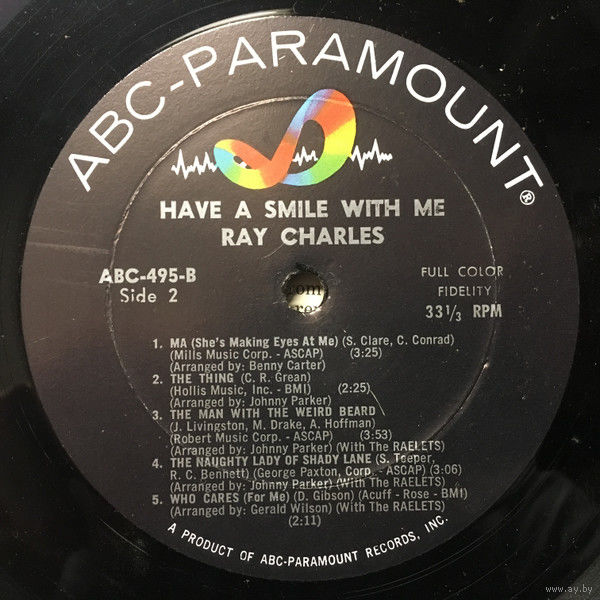 ABC-PARAMOUNT®
HAVE A SMILE WITH ME
RAY CHARLES
ABC-495-B
Side 2
FULL COLOR
FIDELITY
33 1/3 RPM
1. MA (She's Making Eyes At Me) (S. Clare, C. Conrad)
(Mills Music Corp. - ASCAP) (3:25)
(Arranged by: Benny Carter)
2. THE THING (C. R. Grean)
(Hollis Music, Inc. - BMI) (2:25)
(Arranged by: Johnny Parker)
3. THE MAN WITH THE WEIRD BEARD
(J. Livingston, M. Drake, A. Hoffman)
(Robert Music Corp. - ASCAP) (3:53)
(Arranged by: Johnny Parker) (With The RAELETS)
4. THE NAUGHTY LADY OF SHADY LANE (S. Tepper,
R. C. Bennett) (George Paxton, Corp. - ASCAP) (3:06)
(Arranged by: Johnny Parker) (With The RAELETS)
5. WHO CARES (For Me) (D. Gibson) (Acuff - Rose - BMI)
(Arranged by: Gerald Wilson) (With The RAELETS)
(2:11)
A PRODUCT OF ABC-PARAMOUNT RECORDS, INC.
www.ay.by